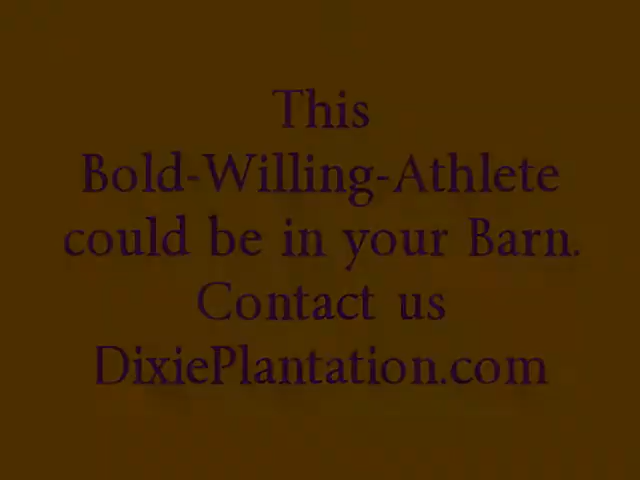 This
Bold-Willing-Athlete
could be in your Barn.
Contact us
DixiePlantation.com